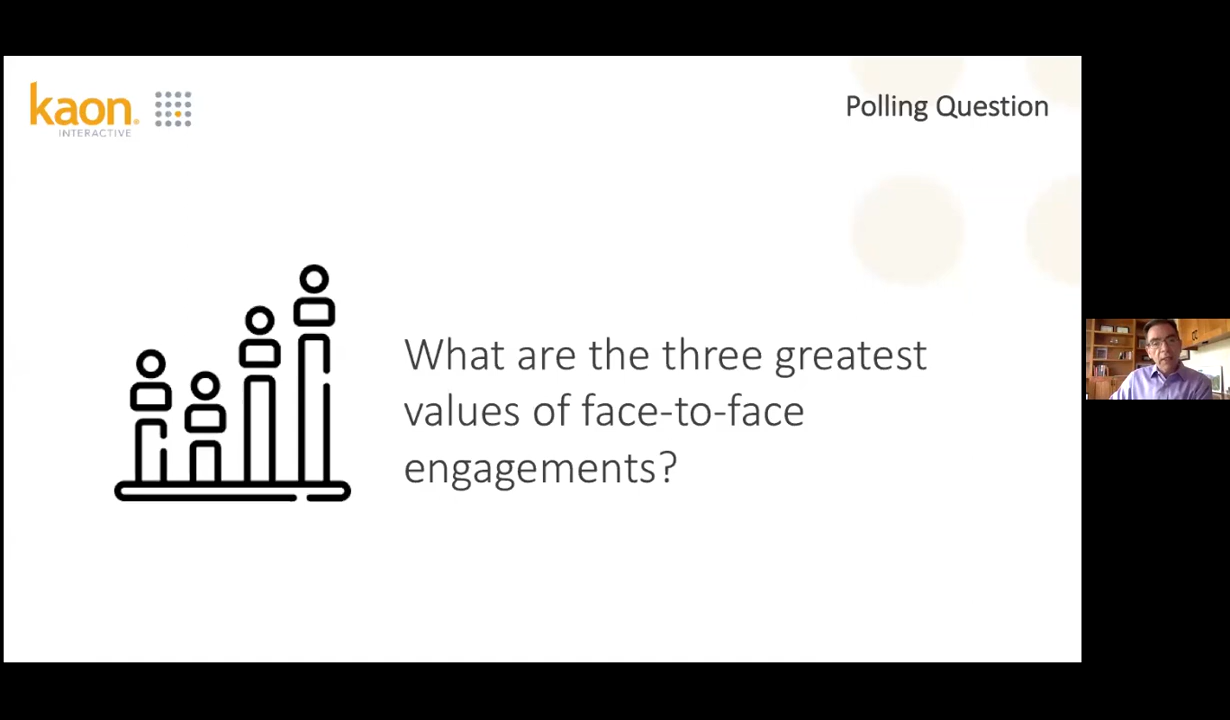 kaon.
INTERACTIVE
Polling Question
What are the three greatest
values of face-to-face
engagements?